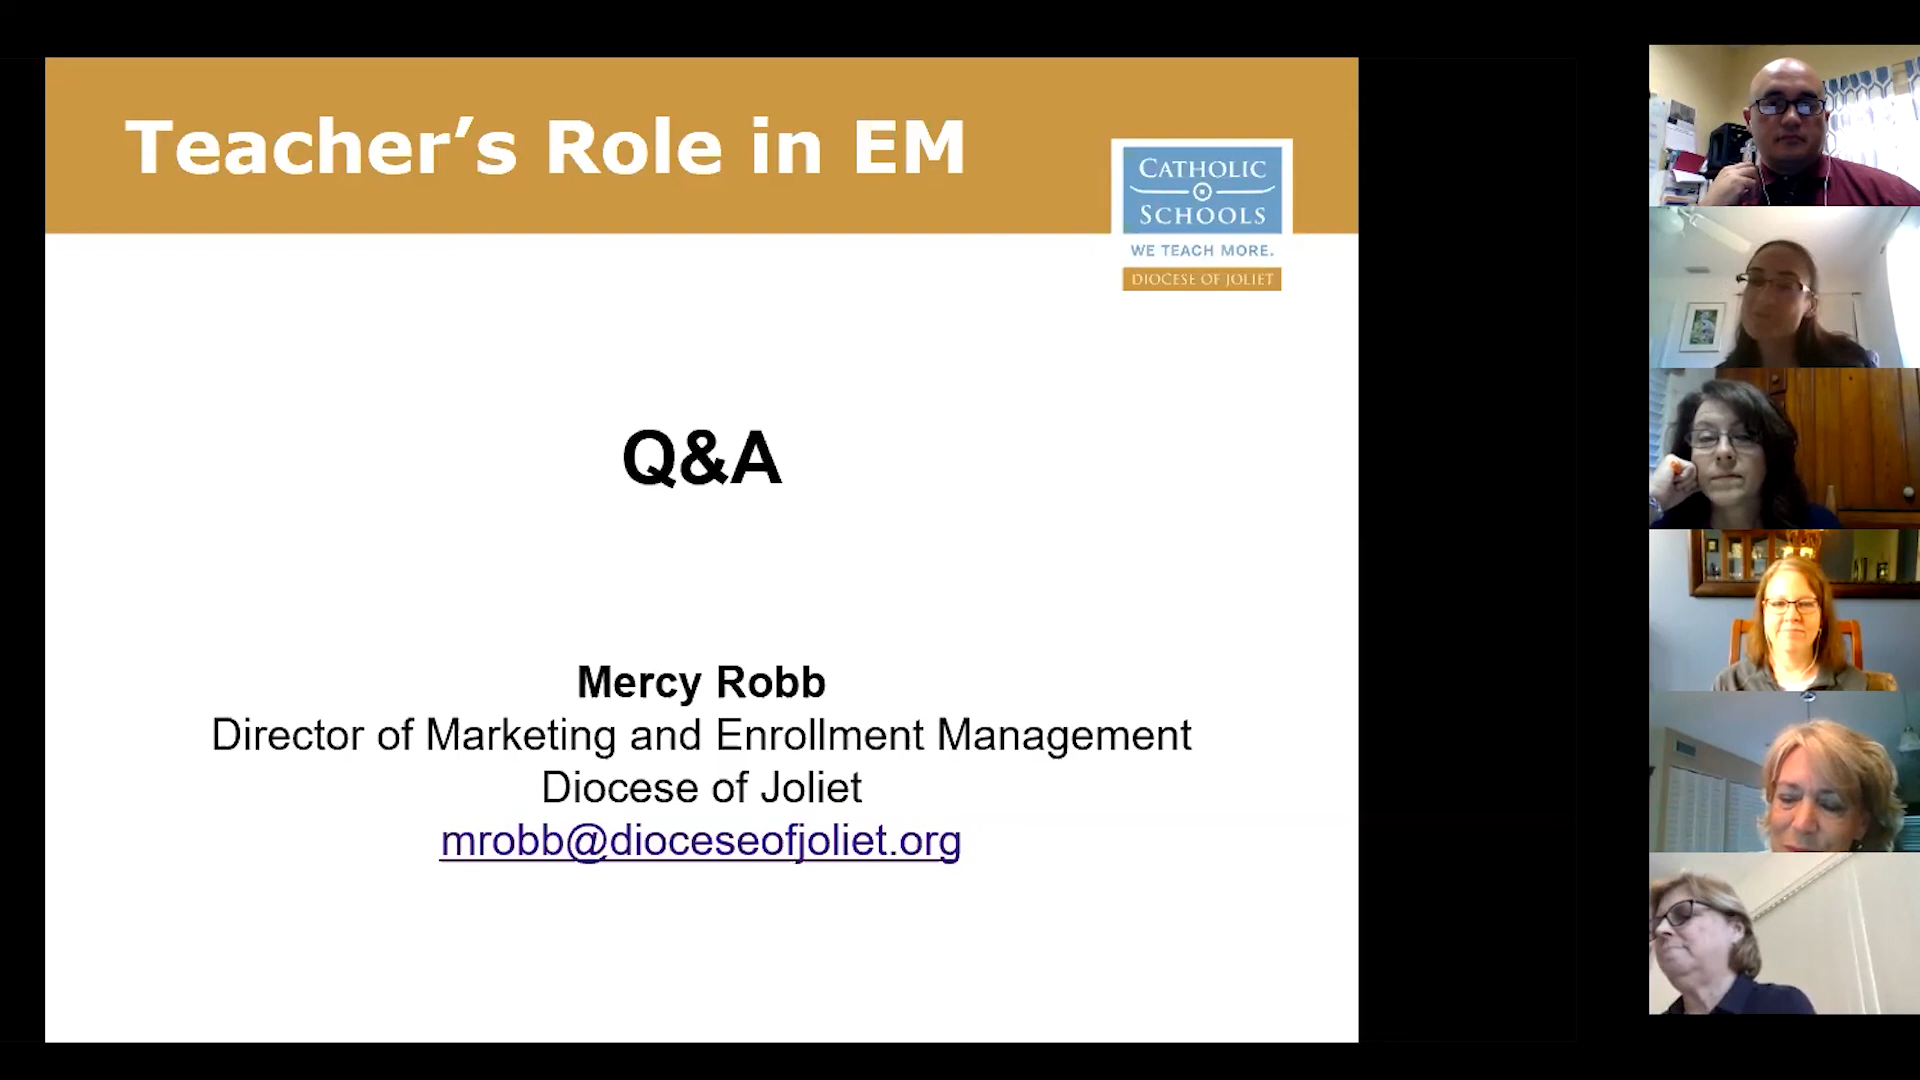 Teacher’s Role in EM
CATHOLIC
SCHOOLS
WE TEACH MORE.
DIOCESE OF JOLIET
Q&A
Mercy Robb
Director of Marketing and Enrollment Management
Diocese of Joliet
mrobb@dioceseofjoliet.org